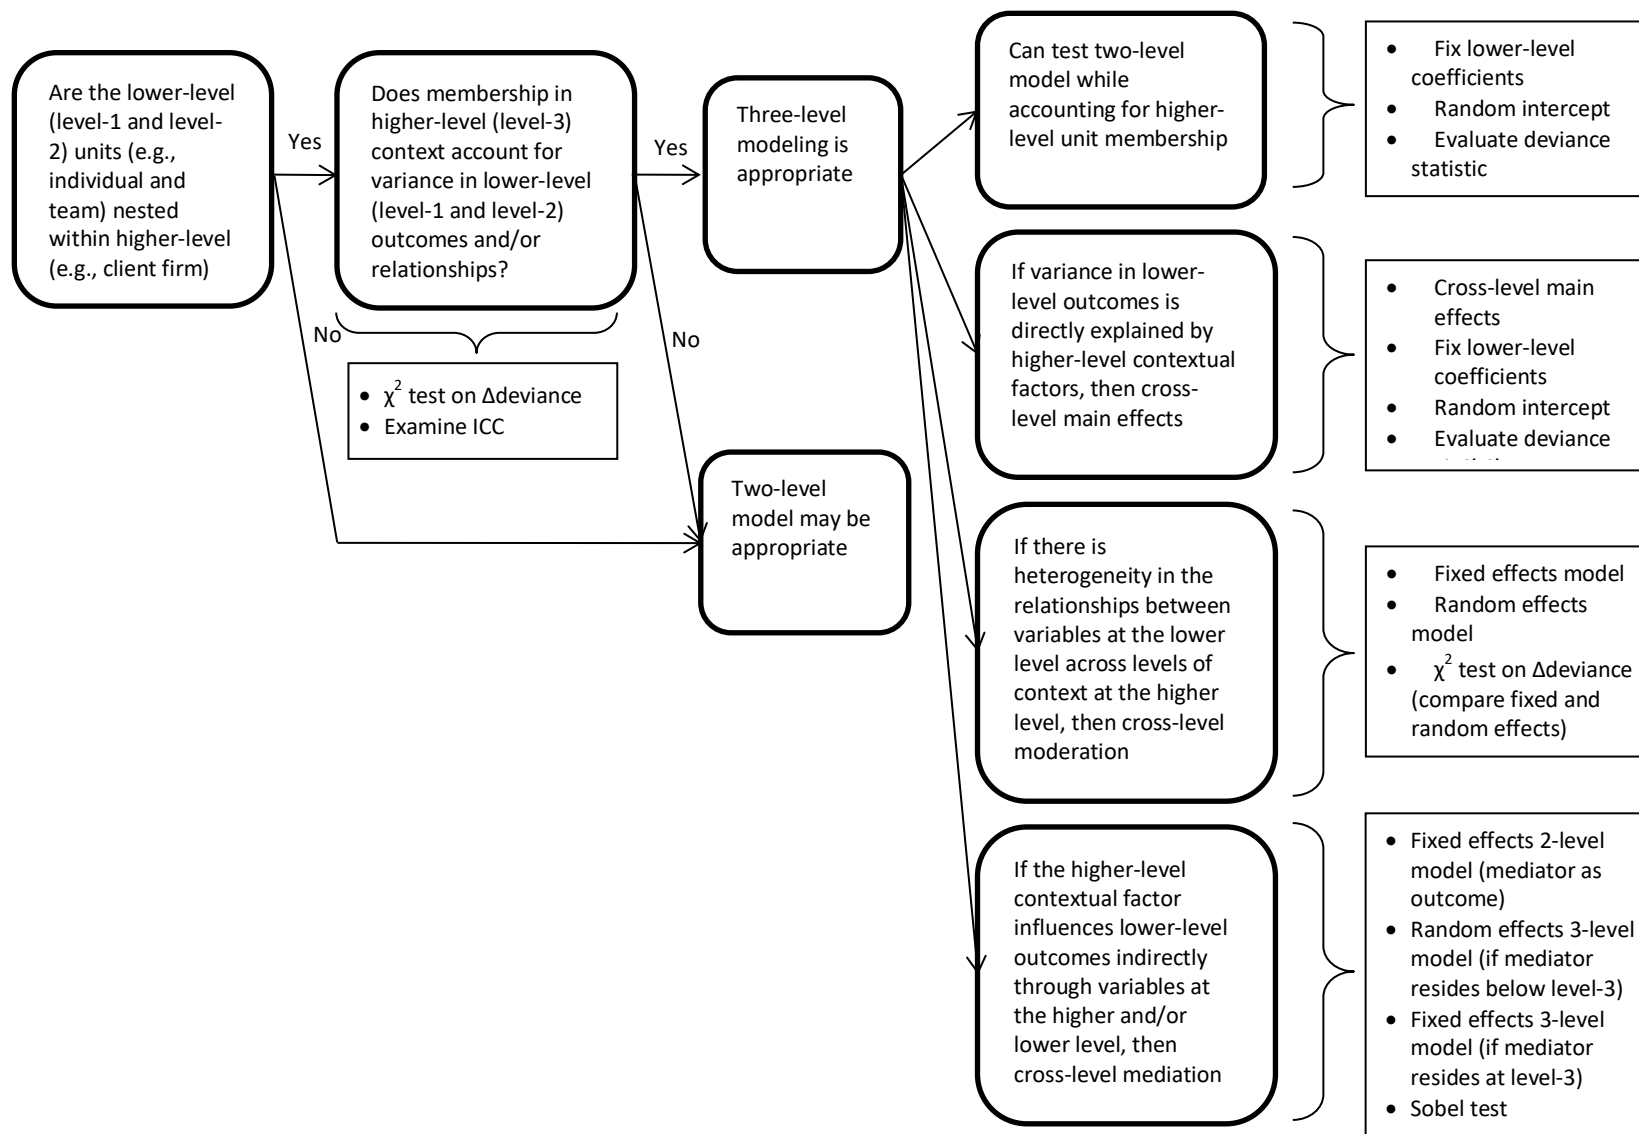 Are the lower-level
(level-1 and level-
2) units (e.g.,
individual and
team) nested
within higher-level
(e.g., client firm)
Yes
No
Does membership in
higher-level (level-3)
context account for
variance in lower-level
(level-1 and level-2)
outcomes and/or
relationships?
• χ² test on Δdeviance
• Examine ICC
Yes
No
Three-level
modeling is
appropriate
Two-level
model may be
appropriate
Can test two-level
model while
accounting for higher-
level unit membership
• Fix lower-level
coefficients
• Random intercept
• Evaluate deviance
statistic
If variance in lower-
level outcomes is
directly explained by
higher-level contextual
factors, then cross-
level main effects
• Cross-level main
effects
• Fix lower-level
coefficients
• Random intercept
• Evaluate deviance
If there is
heterogeneity in the
relationships between
variables at the lower
level across levels of
context at the higher
level, then cross-level
moderation
• Fixed effects model
• Random effects
model
• χ² test on Δdeviance
(compare fixed and
random effects)
If the higher-level
contextual factor
influences lower-level
outcomes indirectly
through variables at
the higher and/or
lower level, then
cross-level mediation
• Fixed effects 2-level
model (mediator as
outcome)
• Random effects 3-level
model (if mediator
resides below level-3)
• Fixed effects 3-level
model (if mediator
resides at level-3)
• Sobel test